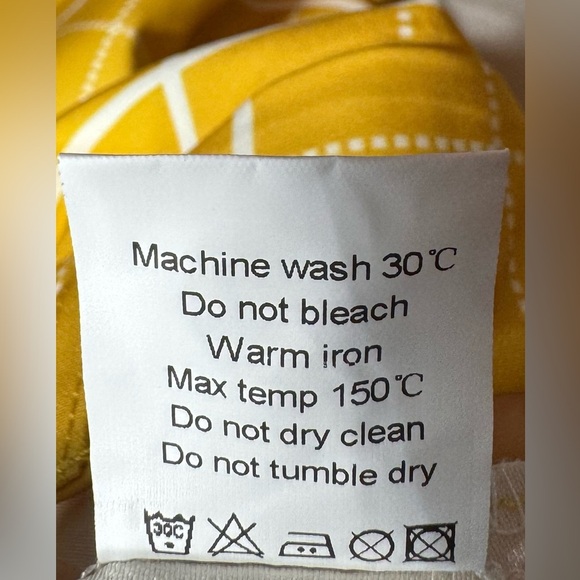 Machine wash 30℃
Do not bleach
Warm iron
Max temp 150℃
Do not dry clean
Do not tumble dry
30C